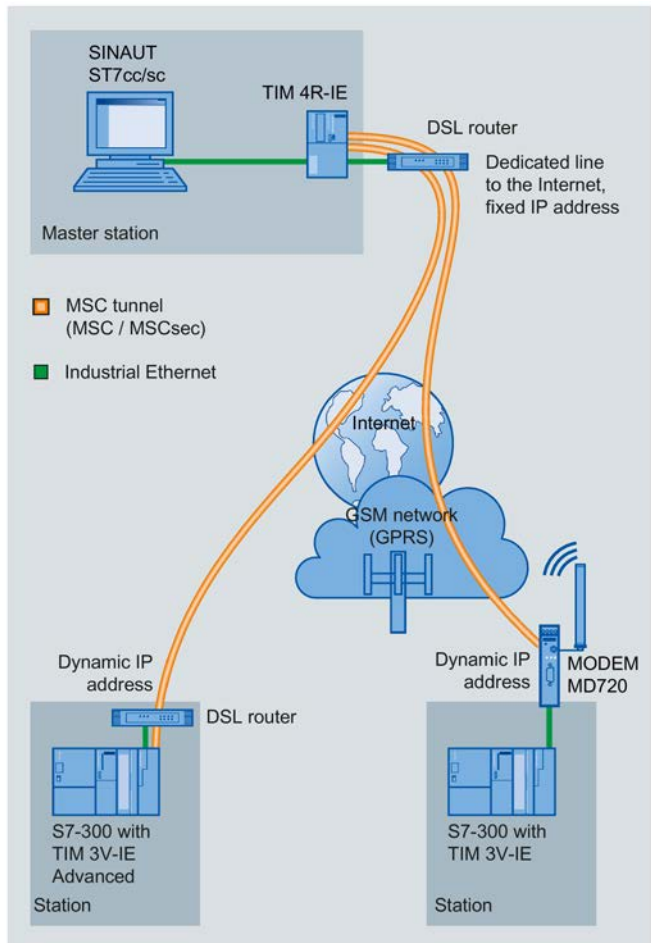 SINAUT
ST7cc/sc
TIM 4R-IE
DSL router
Dedicated line
to the Internet,
fixed IP address
Master station
MSC tunnel
(MSC / MSCsec)
Industrial Ethernet
Internet
GSM network
(GPRS)
Dynamic IP
address
DSL router
Dynamic IP
address
MODEM
MD720
S7-300 with
TIM 3V-IE
Advanced
Station
S7-300 with
TIM 3V-IE
Station